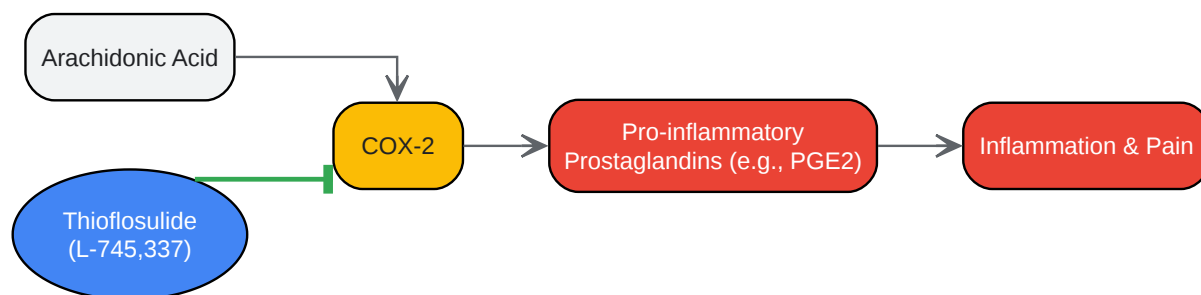 Arachidonic Acid
COX-2
Pro-inflammatory
Prostaglandins (e.g., PGE2)
Inflammation & Pain
Thioflosulide
(L-745,337)